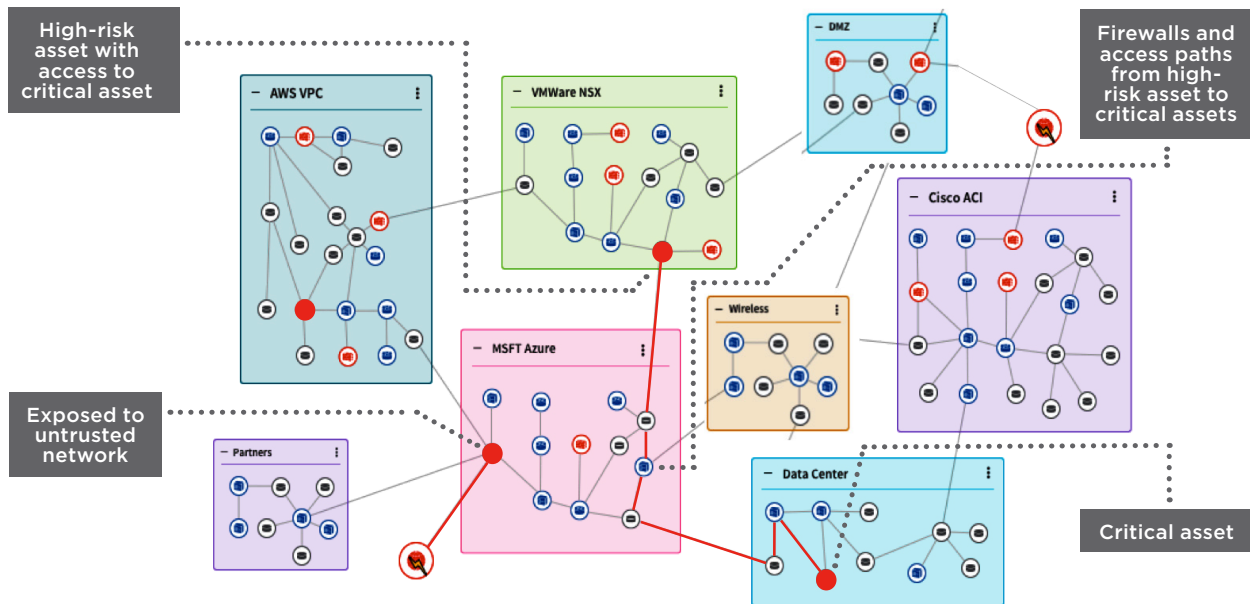 High-risk
asset with
access to
critical asset
DMZ
Firewalls and
access paths
from high-
risk asset to
critical assets
AWS VPC
VMWare NSX
Cisco ACI
Wireless
MSFT Azure
Exposed to
untrusted
network
Partners
Data Center
Critical asset